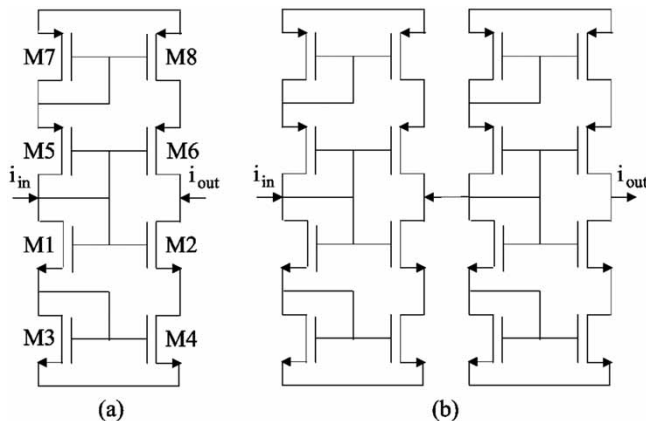 M7 M8
M5 M6
i_in i_out i_in i_out
M1 M2
M3 M4
(a) (b)